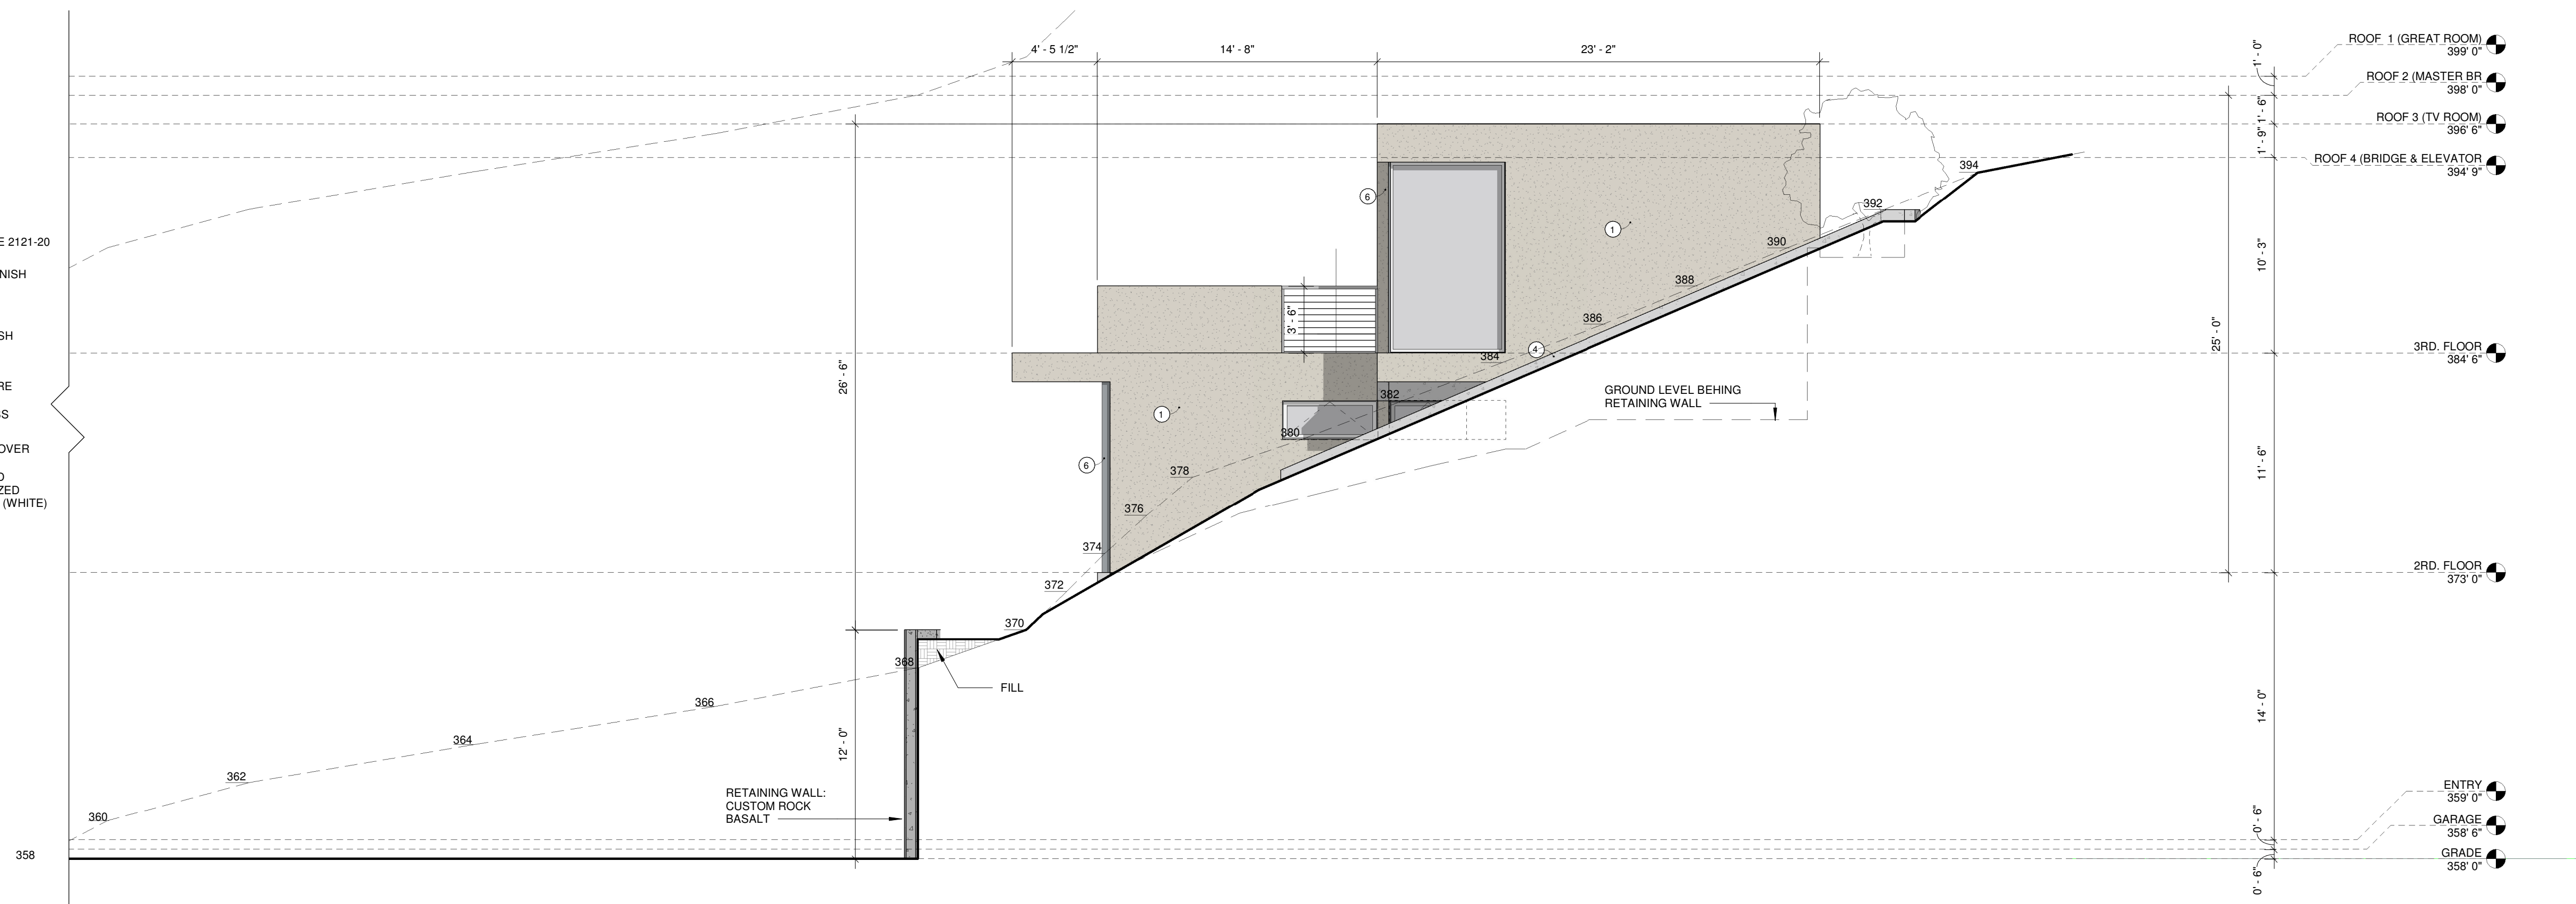 4' - 5 1/2"
14' - 8"
23' - 2"
1' - 0"
ROOF 1 (GREAT ROOM)
399' 0"
ROOF 2 (MASTER BR
398' 0"
1' - 6"
ROOF 3 (TV ROOM)
396' 6"
1' - 9"
ROOF 4 (BRIDGE & ELEVATOR
394' 9"
394
6
392
1
E 2121-20
390
10' - 3"
NISH
388
3' - 6"
386
SH
25' - 0"
4
384
3RD. FLOOR
384' 6"
26' - 6"
RE
382
GROUND LEVEL BEHING
RETAINING WALL
SS
1
380
OVER
6
378
11' - 6"
D
ZED
(WHITE)
376
374
2RD. FLOOR
373' 0"
372
370
368
FILL
366
14' - 0"
364
12' - 0"
362
ENTRY
359' 0"
RETAINING WALL:
CUSTOM ROCK
BASALT
360
0' - 6"
GARAGE
358' 6"
358
GRADE
358' 0"
0' - 6"